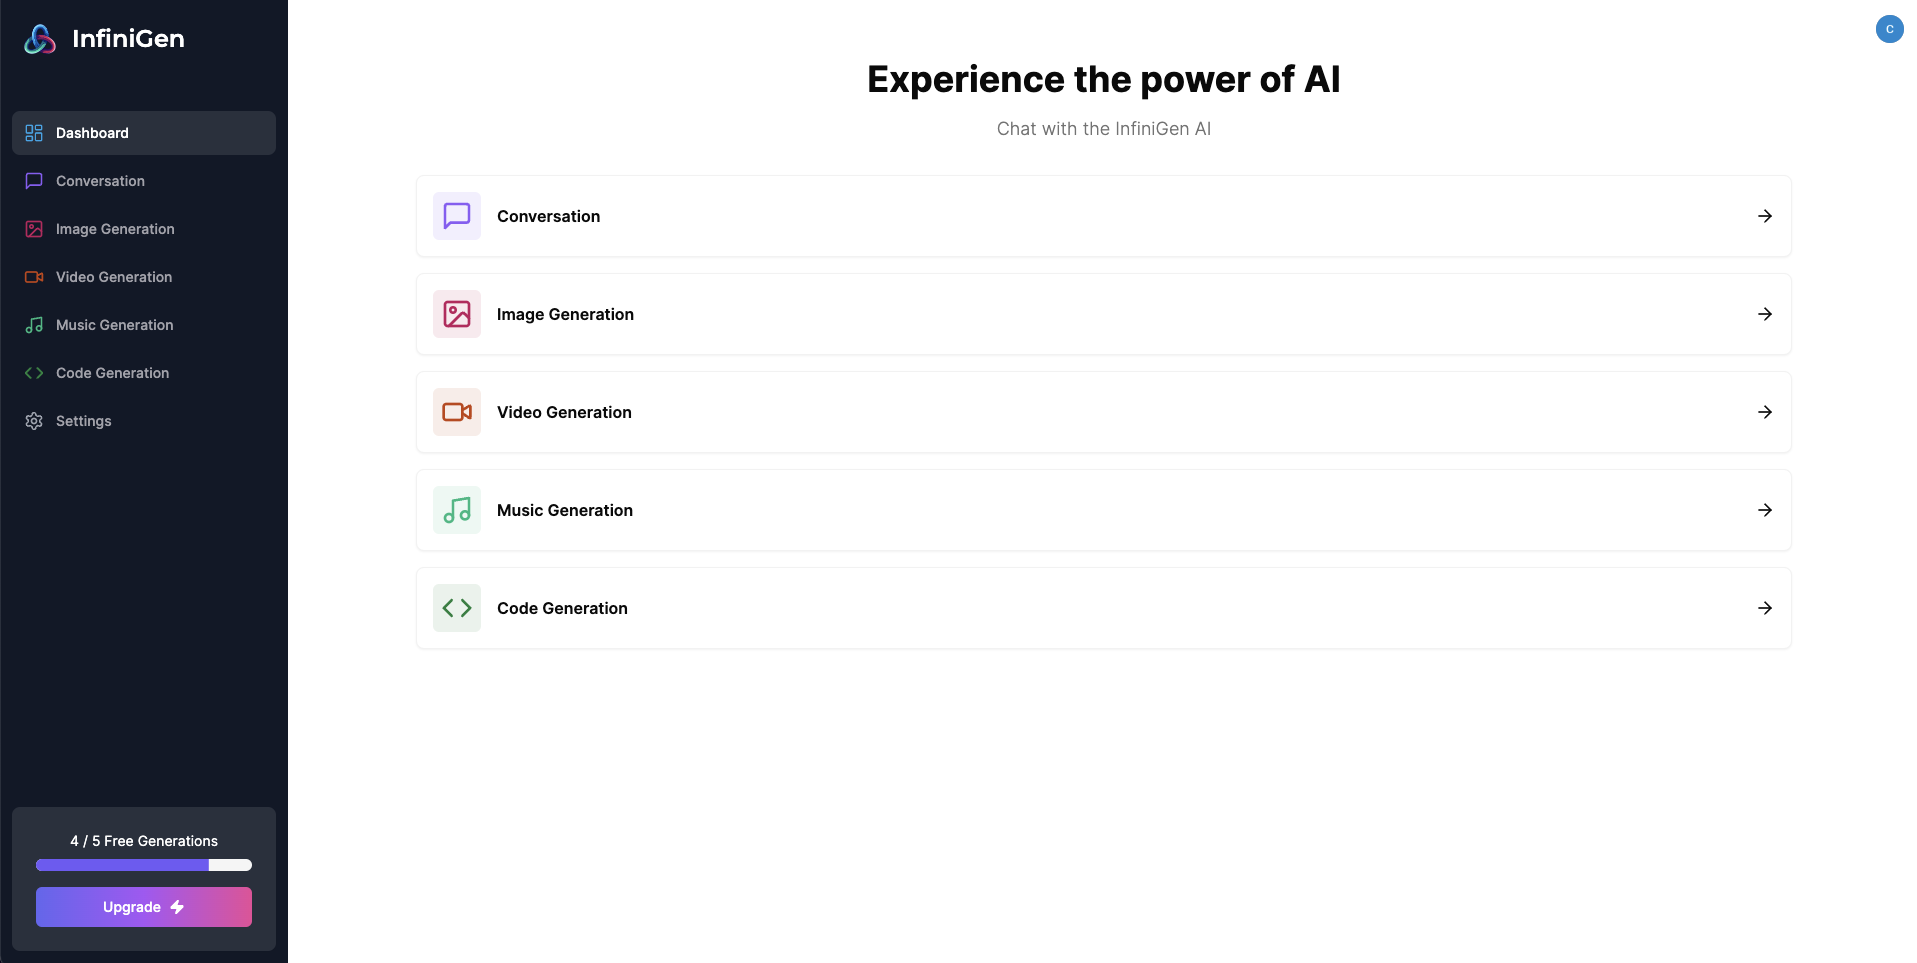 InfiniGen
Dashboard
Conversation
Image Generation
Video Generation
Music Generation
Code Generation
Settings
4 / 5 Free Generations
Upgrade
C
Experience the power of AI
Chat with the InfiniGen AI
Conversation
Image Generation
Video Generation
Music Generation
Code Generation